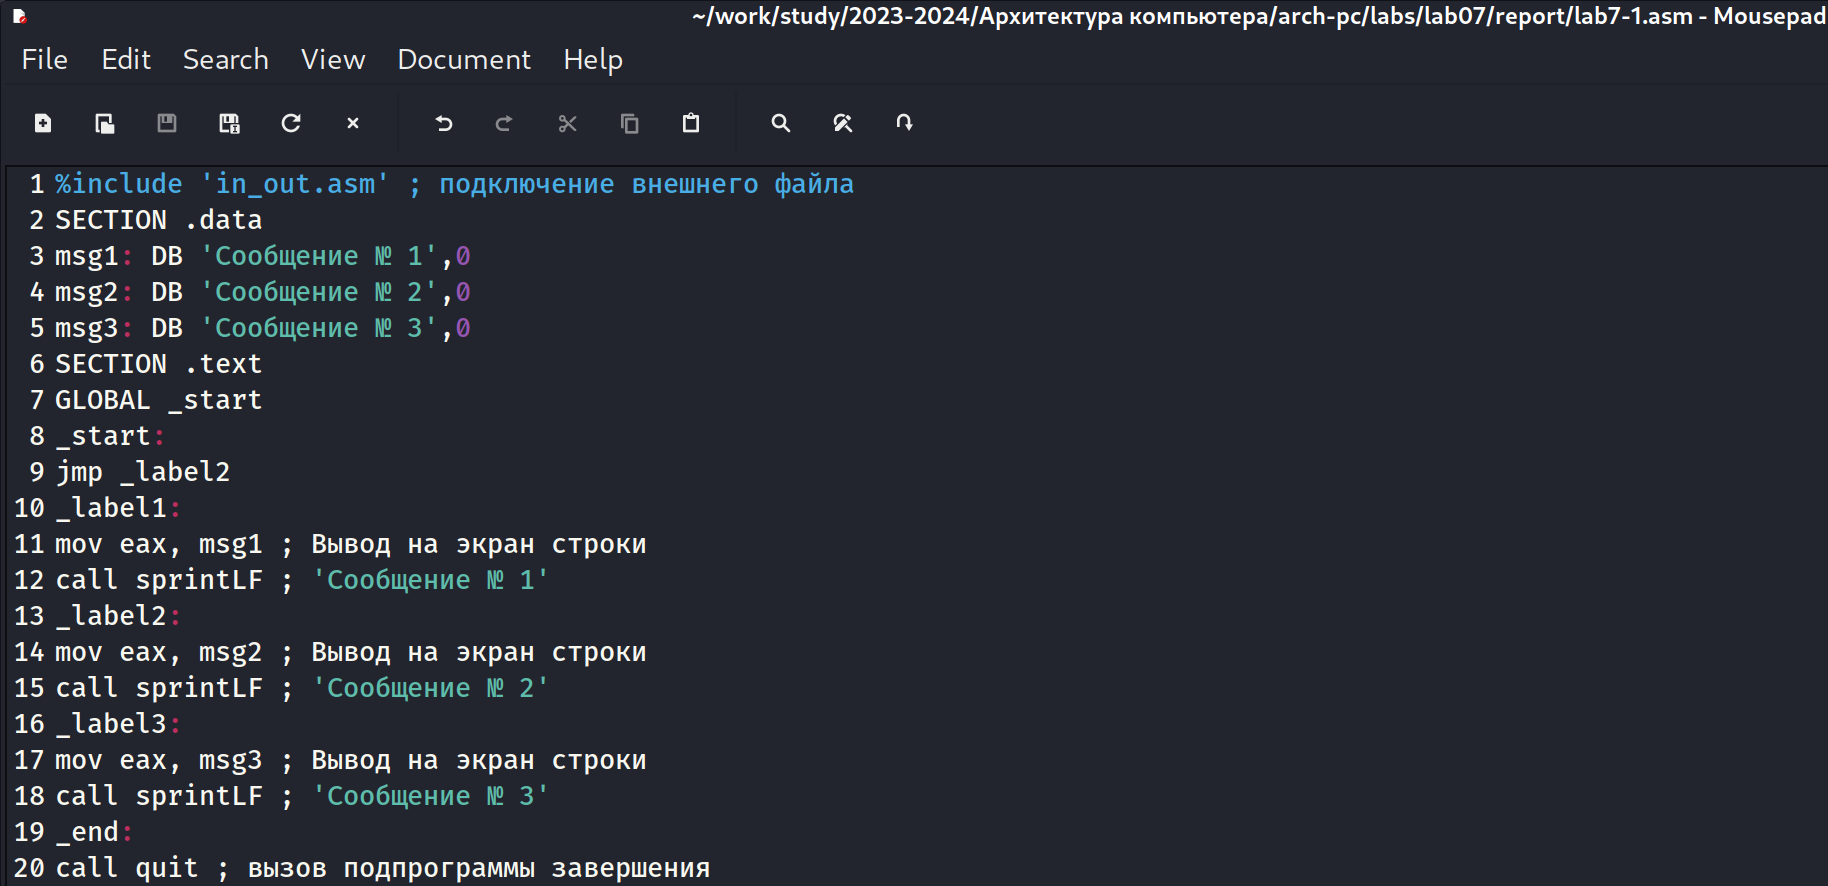 ~/work/study/2023-2024/Архитектура компьютера/arch-pc/labs/lab07/report/lab7-1.asm - Mousepad
File Edit Search View Document Help
1 %include 'in_out.asm' ; подключение внешнего файла
2 SECTION .data
3 msg1: DB 'Сообщение № 1',0
4 msg2: DB 'Сообщение № 2',0
5 msg3: DB 'Сообщение № 3',0
6 SECTION .text
7 GLOBAL _start
8 _start:
9 jmp _label2
10 _label1:
11 mov eax, msg1 ; Вывод на экран строки
12 call sprintLF ; 'Сообщение № 1'
13 _label2:
14 mov eax, msg2 ; Вывод на экран строки
15 call sprintLF ; 'Сообщение № 2'
16 _label3:
17 mov eax, msg3 ; Вывод на экран строки
18 call sprintLF ; 'Сообщение № 3'
19 _end:
20 call quit ; вызов подпрограммы завершения